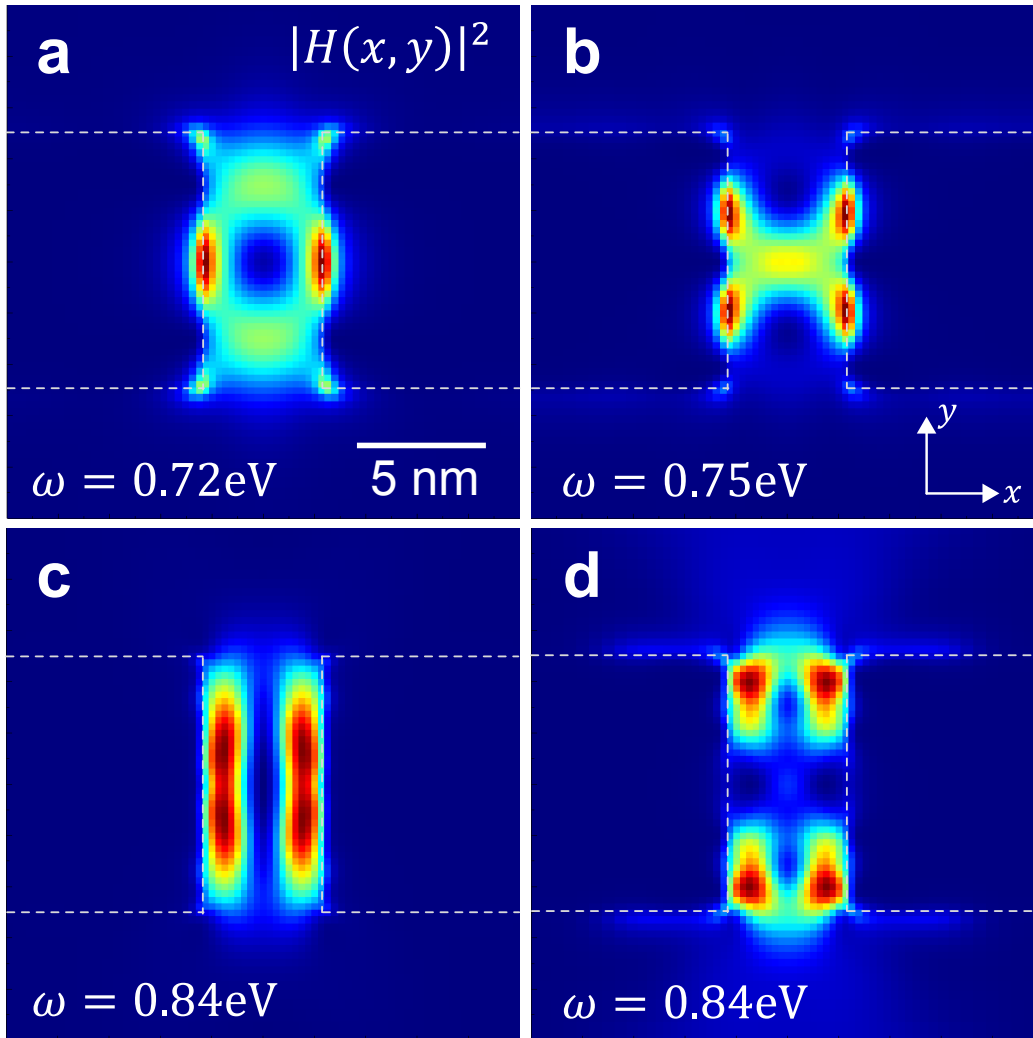 a
|H(x, y)|²
b
ω = 0.72eV
5 nm
ω = 0.75eV
y
x
c
d
ω = 0.84eV
ω = 0.84eV